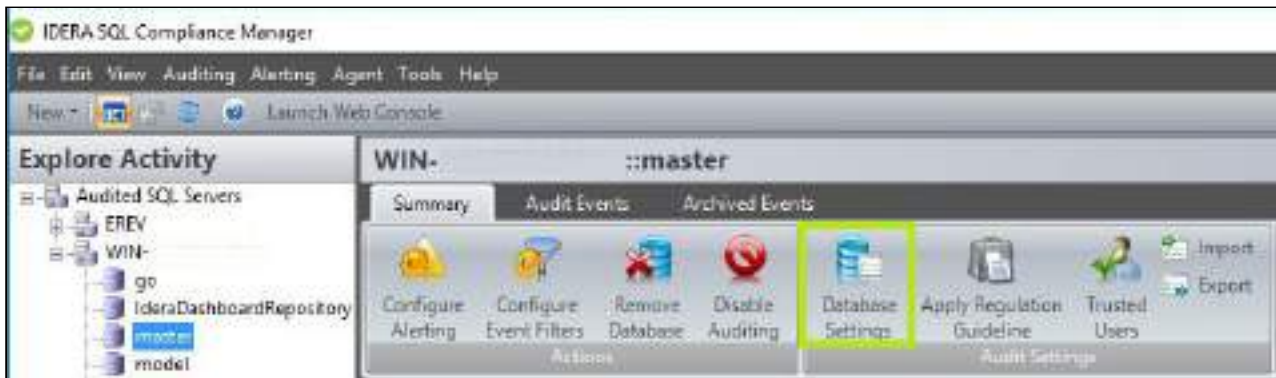 IDERA SQL Compliance Manager
File Edit View Auditing Alerting Agent Tools Help
New Launch Web Console
Explore Activity
Audited SQL Servers
EREV
WIN-
go
IderaDashboardRepository
master
model
WIN- ::master
Summary Audit Events Archived Events
Configure Alerting
Configure Event Filters
Remove Database
Disable Auditing
Actions
Database Settings
Apply Regulation Guideline
Trusted Users
Import
Export
Audit Settings